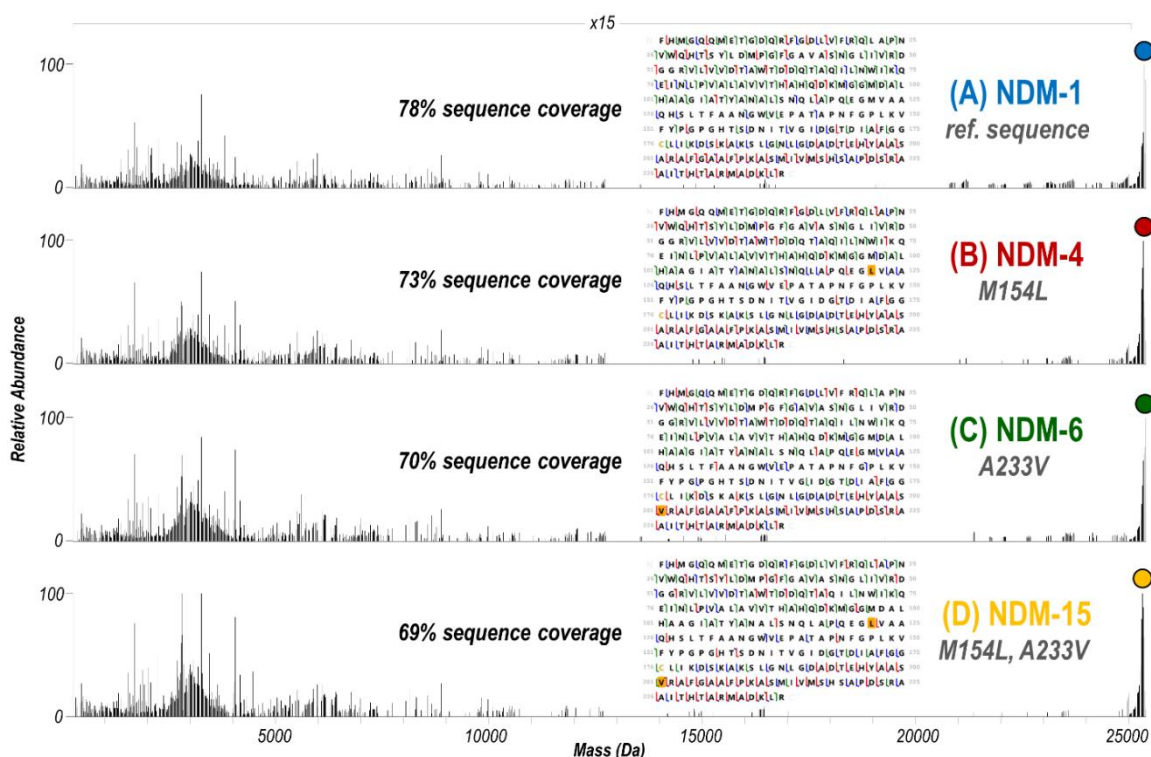 x15
Relative Abundance
100
0
78% sequence coverage
F H M G Q Q M E T G D Q R F G D L V F R Q L A P N
V W Q H T S Y L D M P G F G A V A S N G L I V R D
G G R V L V V D T A W T D D Q T A Q I L N W I K Q
E I N L P V A L A V V T H A H Q D K M G G M D A L
H A A G I A T Y A N A L S N Q L A P Q E G M V A A
Q H S L T F A A N G W V E P A T A P N F G P L K V
F Y P G P G H T S D N I T V G I D G T D I A F G G
C L I K D S K A K S L G N L G D A D T E H Y A A S
A R A F G A A F P K A S M I V M S H S A P D S R A
A I T H T A R M A D K L R
(A) NDM-1
ref. sequence
100
0
73% sequence coverage
F H M G Q Q M E T G D Q R F G D L V F R Q L A P N
V W Q H T S Y L D M P G F G A V A S N G L I V R D
G G R V L V V D T A W T D D Q T A Q I L N W I K Q
E I N L P V A L A V V T H A H Q D K M G G M D A L
H A A G I A T Y A N A L S N Q L A P Q E G L V A A
Q H S L T F A A N G W V E P A T A P N F G P L K V
F Y P G P G H T S D N I T V G I D G T D I A F G G
C L I K D S K A K S L G N L G D A D T E H Y A A S
A R A F G A A F P K A S M I V M S H S A P D S R A
A I T H T A R M A D K L R
(B) NDM-4
M154L
100
0
70% sequence coverage
F H M G Q Q M E T G D Q R F G D L V F R Q L A P N
V W Q H T S Y L D M P G F G A V A S N G L I V R D
G G R V L V V D T A W T D D Q T A Q I L N W I K Q
E I N L P V A L A V V T H A H Q D K M G G M D A L
H A A G I A T Y A N A L S N Q L A P Q E G M V A A
Q H S L T F A A N G W V E P A T A P N F G P L K V
F Y P G P G H T S D N I T V G I D G T D I A F G G
C L I K D S K A K S L G N L G D A D T E H Y A A S
V R A F G A A F P K A S M I V M S H S A P D S R A
A I T H T A R M A D K L R
(C) NDM-6
A233V
100
0
69% sequence coverage
F H M G Q Q M E T G D Q R F G D L V F R Q L A P N
V W Q H T S Y L D M P G F G A V A S N G L I V R D
G G R V L V V D T A W T D D Q T A Q I L N W I K Q
E I N L P V A L A V V T H A H Q D K M G G M D A L
H A A G I A T Y A N A L S N Q L A P Q E G L V A A
Q H S L T F A A N G W V E P A T A P N F G P L K V
F Y P G P G H T S D N I T V G I D G T D I A F G G
C L I K D S K A K S L G N L G D A D T E H Y A A S
V R A F G A A F P K A S M I V M S H S A P D S R A
A I T H T A R M A D K L R
(D) NDM-15
M154L, A233V
5000 10000 15000 20000 25000
Mass (Da)